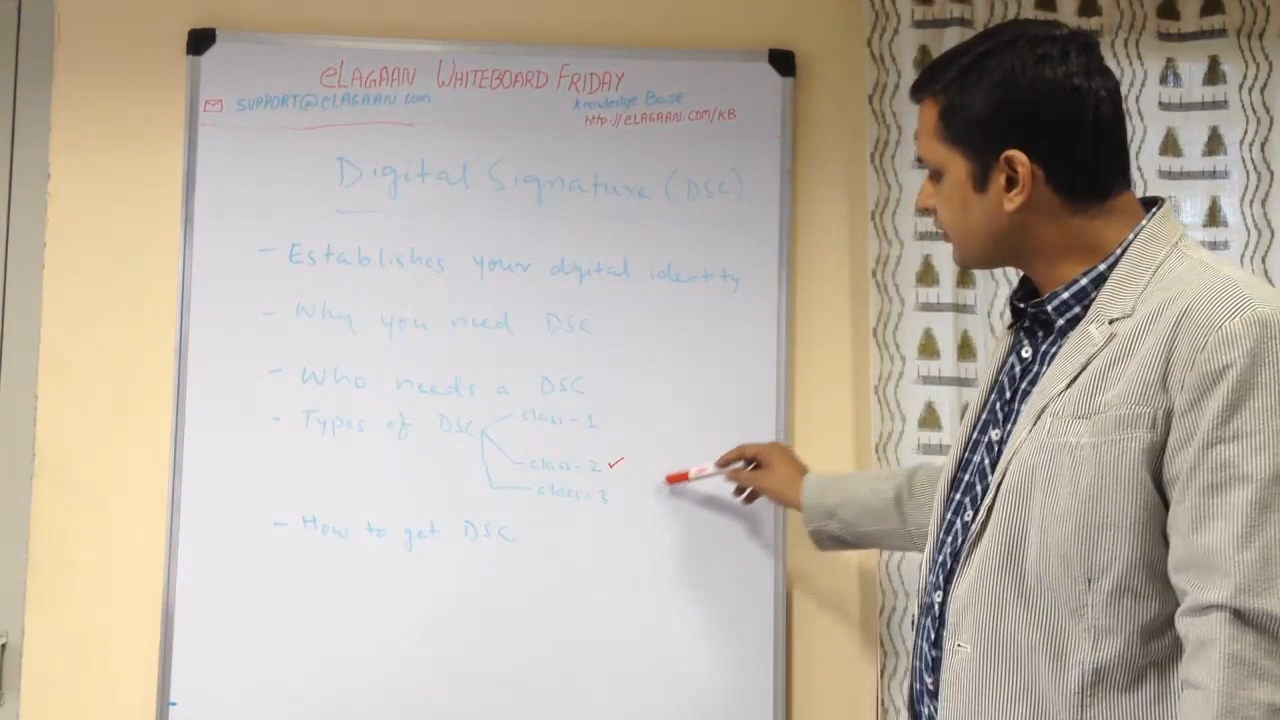 eLAGAAN WHITEBOARD FRIDAY
SUPPORT@eLAGAAN.com
Knowledge Base
http://eLAGAAN.COM/KB
Digital Signature (DSC)
- Establishes your digital identity
- Why you need DSC
- Who needs a DSC
- Types of DSC
class-1
class-2 ✓
class-3
- How to get DSC